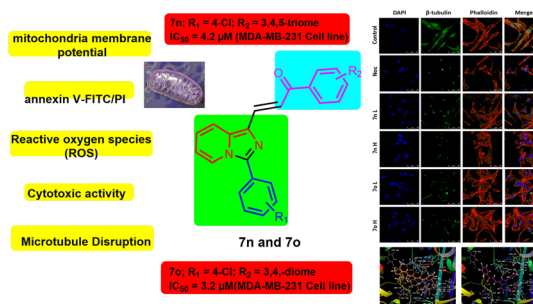 mitochondria membrane
potential
annexin V-FITC/PI
Reactive oxygen species
(ROS)
Cytotoxic activity
Microtubule Disruption
7n; R1 = 4-Cl; R2 = 3,4,5-triome
IC50 = 4.2 µM (MDA-MB-231 Cell line)
O
R2
N
N
R1
7n and 7o
7o; R1 = 4-Cl; R2 = 3,4,-diome
IC50 = 3.2 µM(MDA-MB-231 Cell line)
DAPI β-tubulin Phalloidin Merge
Control
Noc
7n L
7n H
7o L
7o H